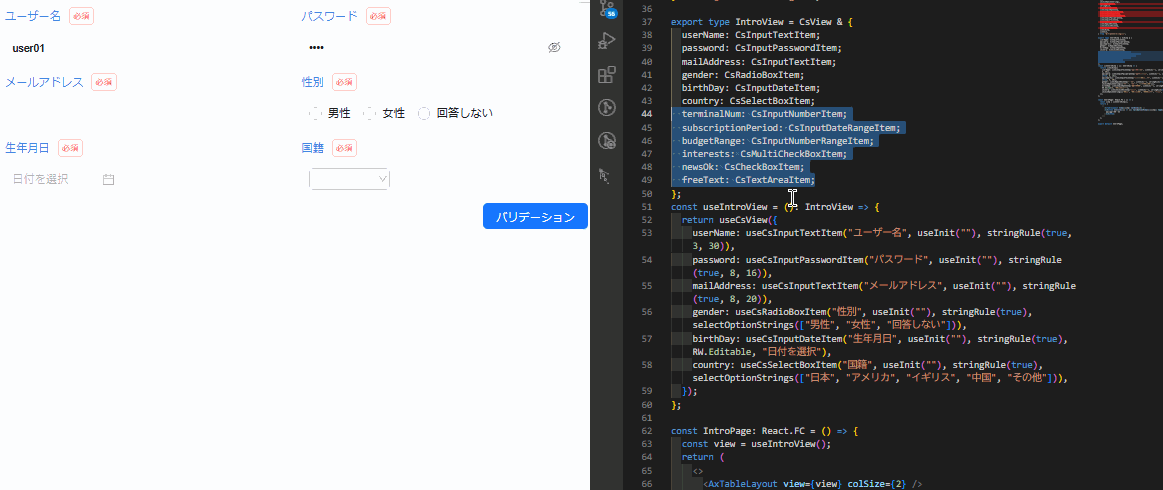 ユーザー名 必須 パスワード 必須
user01 ••••
メールアドレス 必須 性別 必須
男性 女性 回答しない
生年月日 必須 国籍 必須
日付を選択
バリデーション
58
36
37 export type IntroView = CsView & {
38 userName: CsInputTextItem;
39 password: CsInputPasswordItem;
40 mailAddress: CsInputTextItem;
41 gender: CsRadioBoxItem;
42 birthDay: CsInputDateItem;
43 country: CsSelectBoxItem;
44 terminalNum: CsInputNumberItem;
45 subscriptionPeriod: CsInputDateRangeItem;
46 budgetRange: CsInputNumberRangeItem;
47 interests: CsMultiCheckBoxItem;
48 newsOk: CsCheckBoxItem;
49 freeText: CsTextAreaItem;
50 };
51 const useIntroView = (): IntroView => {
52 return useCsView({
53 userName: useCsInputTextItem("ユーザー名", useInit(""), stringRule(true,
3, 30)),
54 password: useCsInputPasswordItem("パスワード", useInit(""), stringRule
(true, 8, 16)),
55 mailAddress: useCsInputTextItem("メールアドレス", useInit(""), stringRule
(true, 8, 20)),
56 gender: useCsRadioBoxItem("性別", useInit(""), stringRule(true),
selectOptionStrings(["男性", "女性", "回答しない"])),
57 birthDay: useCsInputDateItem("生年月日", useInit(""), stringRule(true),
RW.Editable, "日付を選択"),
58 country: useCsSelectBoxItem("国籍", useInit(""), stringRule(true),
selectOptionStrings(["日本", "アメリカ", "イギリス", "中国", "その他"])),
59 });
60 };
61
62 const IntroPage: React.FC = () => {
63 const view = useIntroView();
64 return (
65 <>
66 <AxTableLayout view={view} colSize={2} />